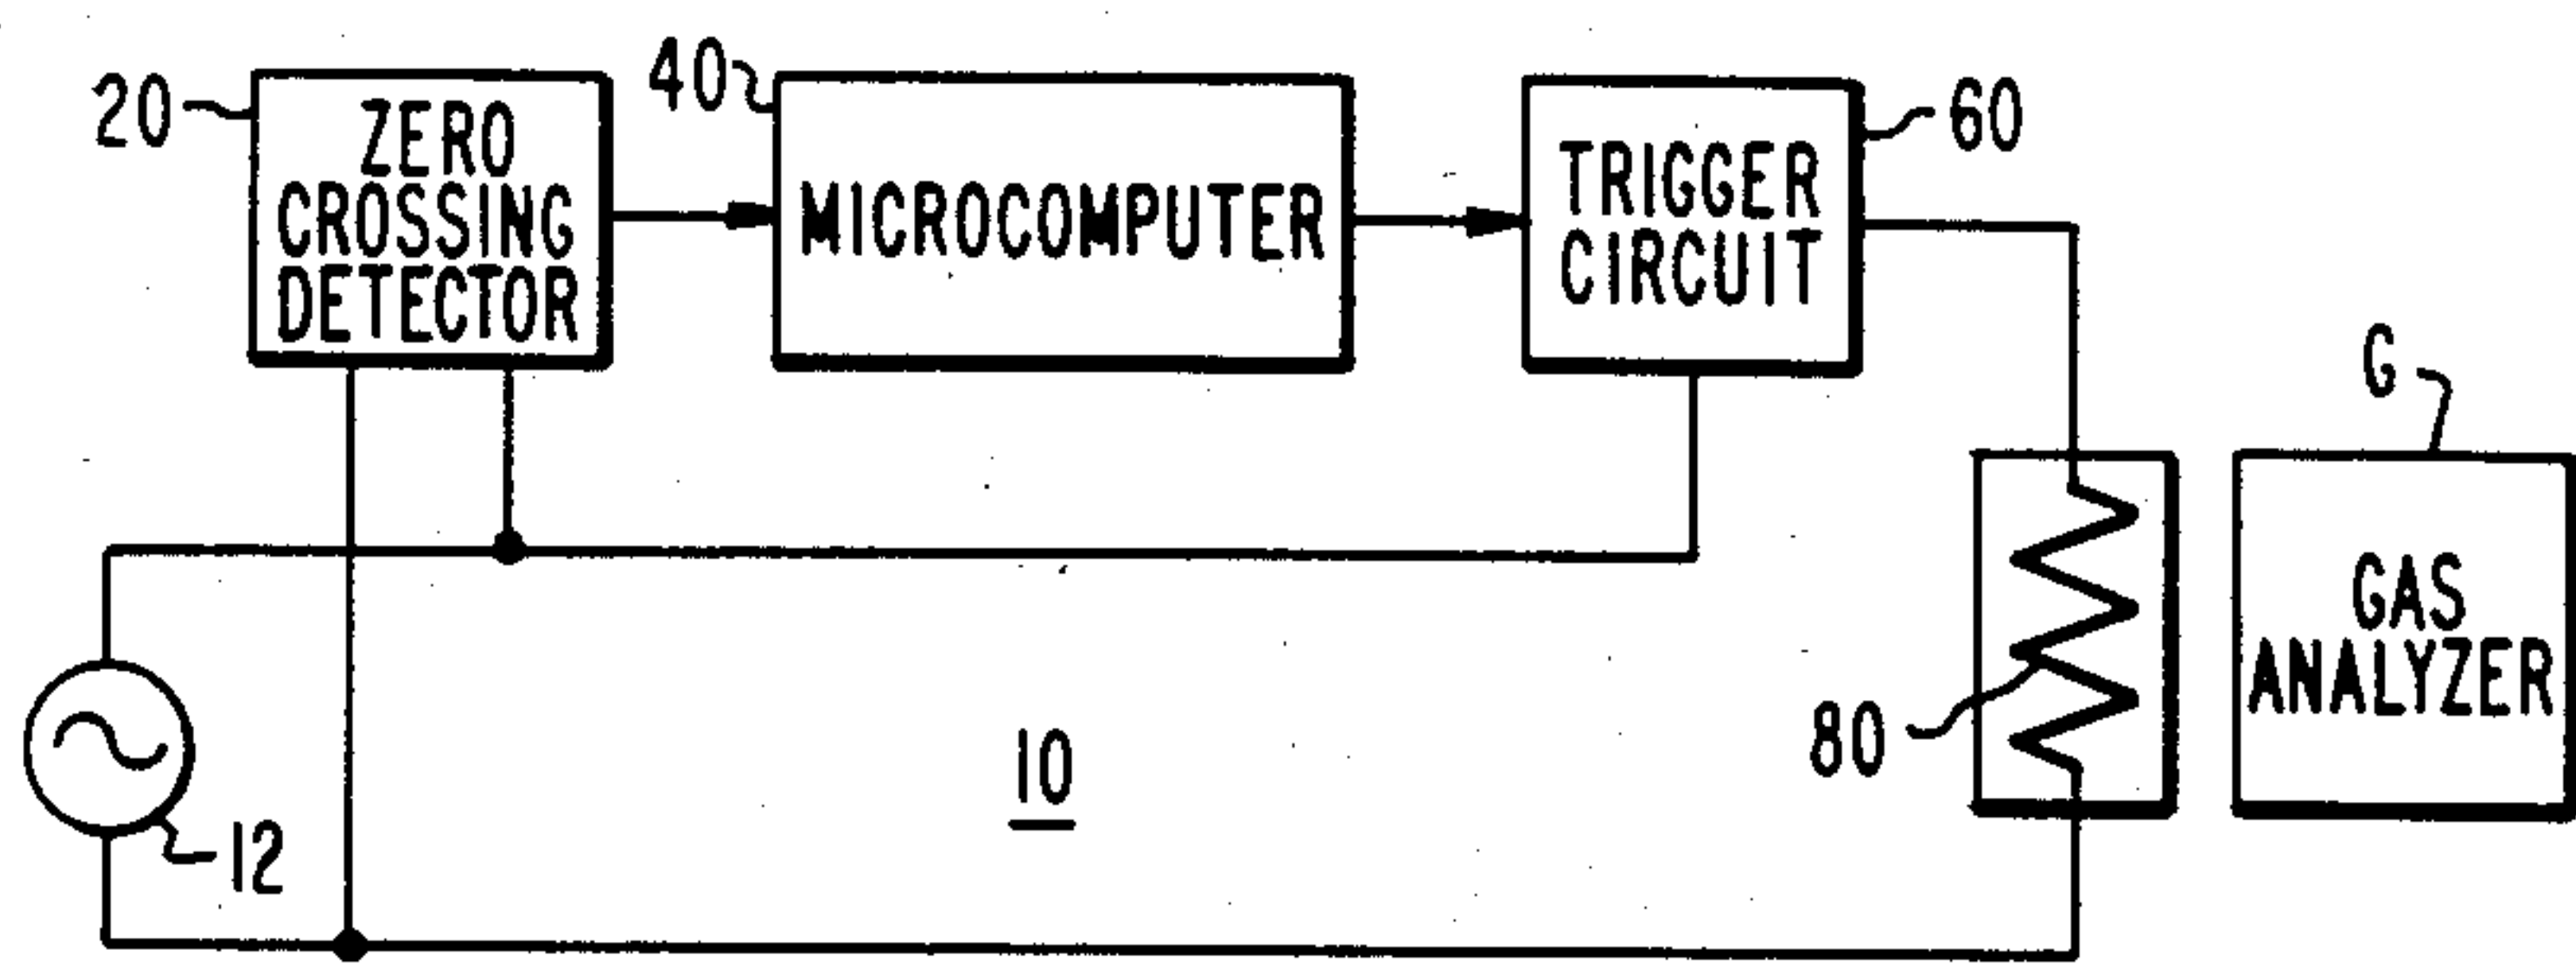 20
ZERO
CROSSING
DETECTOR
40
MICROCOMPUTER
TRIGGER
CIRCUIT
60
G
GAS
ANALYZER
80
10
12